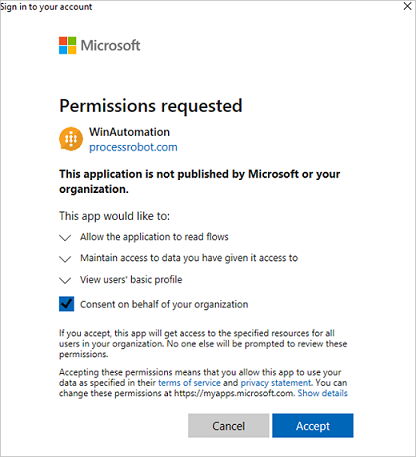 Sign in to your account
Microsoft
Permissions requested
WinAutomation
processrobot.com
This application is not published by Microsoft or your
organization.
This app would like to:
Allow the application to read flows
Maintain access to data you have given it access to
View users' basic profile
Consent on behalf of your organization
If you accept, this app will get access to the specified resources for all
users in your organization. No one else will be prompted to review these
permissions.
Accepting these permissions means that you allow this app to use your
data as specified in their terms of service and privacy statement. You can
change these permissions at https://myapps.microsoft.com. Show details
Cancel
Accept